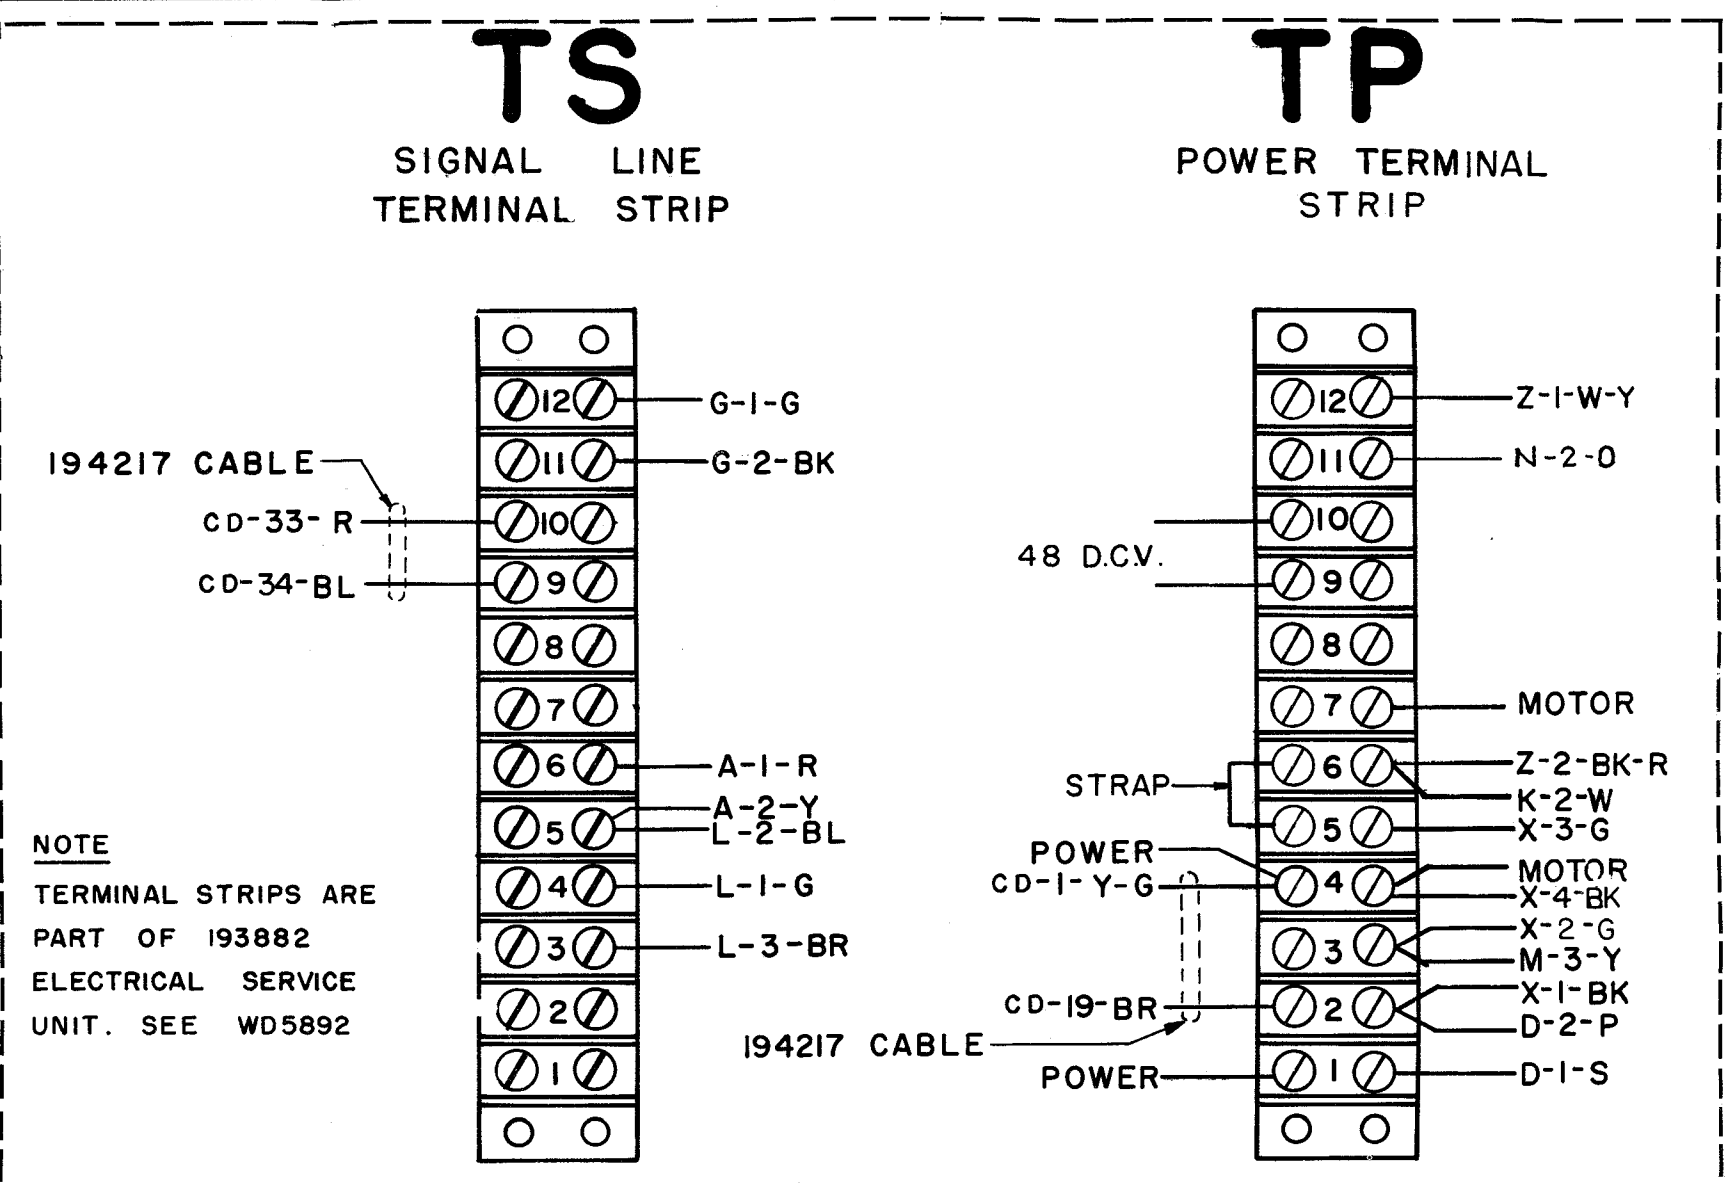 TS
SIGNAL LINE
TERMINAL STRIP
12
G-1-G
194217 CABLE
11
G-2-BK
CD-33-R
10
CD-34-BL
9
8
7
6
A-1-R
A-2-Y
5
L-2-BL
4
L-1-G
3
L-3-BR
2
1
NOTE
TERMINAL STRIPS ARE
PART OF 193882
ELECTRICAL SERVICE
UNIT. SEE WD5892
TP
POWER TERMINAL
STRIP
12
Z-1-W-Y
11
N-2-O
10
48 D.C.V.
9
8
7
MOTOR
6
Z-2-BK-R
STRAP
K-2-W
5
X-3-G
POWER
MOTOR
CD-1-Y-G
4
X-4-BK
X-2-G
3
M-3-Y
X-1-BK
CD-19-BR
2
D-2-P
194217 CABLE
POWER
1
D-1-S